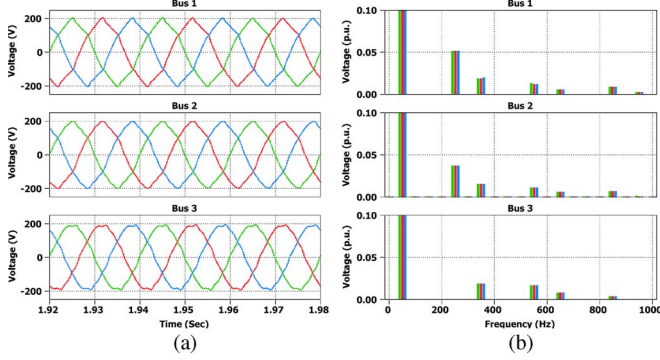 Bus 1
Voltage (V)
200
0
-200
Bus 2
Voltage (V)
200
0
-200
Bus 3
Voltage (V)
200
0
-200
1.92 1.93 1.94 1.95 1.96 1.97 1.98
Time (Sec)
(a)
Bus 1
Voltage (p.u.)
0.10
0.05
0.00
Bus 2
Voltage (p.u.)
0.10
0.05
0.00
Bus 3
Voltage (p.u.)
0.10
0.05
0.00
0 200 400 600 800 1000
Frequency (Hz)
(b)